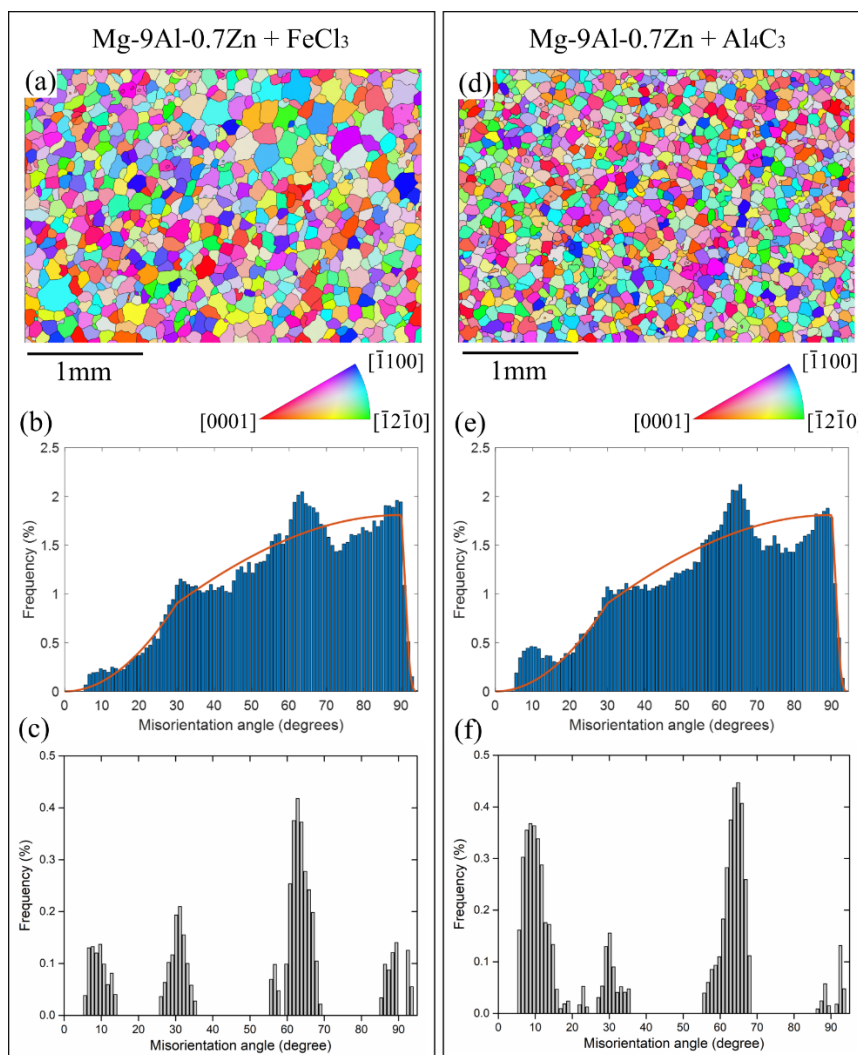 Mg-9Al-0.7Zn + FeCl₃
(a)
1mm
[1̄100]
[0001]
[1̄21̄0]
(b)
2.5
2
1.5
1
0.5
0
Frequency (%)
0 10 20 30 40 50 60 70 80 90
Misorientation angle (degrees)
(c)
0.5
0.4
0.3
0.2
0.1
0.0
Frequency (%)
0 10 20 30 40 50 60 70 80 90
Misorientation angle (degrees)
Mg-9Al-0.7Zn + Al₄C₃
(d)
1mm
[1̄100]
[0001]
[1̄21̄0]
(e)
2.5
2
1.5
1
0.5
0
Frequency (%)
0 10 20 30 40 50 60 70 80 90
Misorientation angle (degrees)
(f)
0.5
0.4
0.3
0.2
0.1
0.0
Frequency (%)
0 10 20 30 40 50 60 70 80 90
Misorientation angle (degrees)